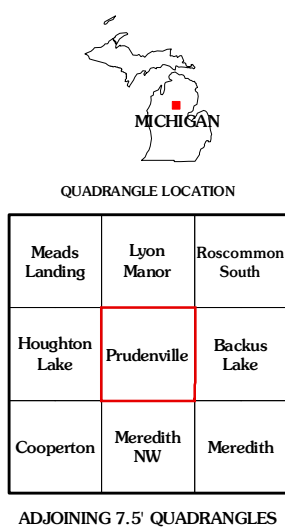 MICHIGAN
QUADRANGLE LOCATION
Meads
Landing
Lyon
Manor
Roscommon
South
Houghton
Lake
Prudenville
Backus
Lake
Cooperton
Meredith
NW
Meredith
ADJOINING 7.5' QUADRANGLES